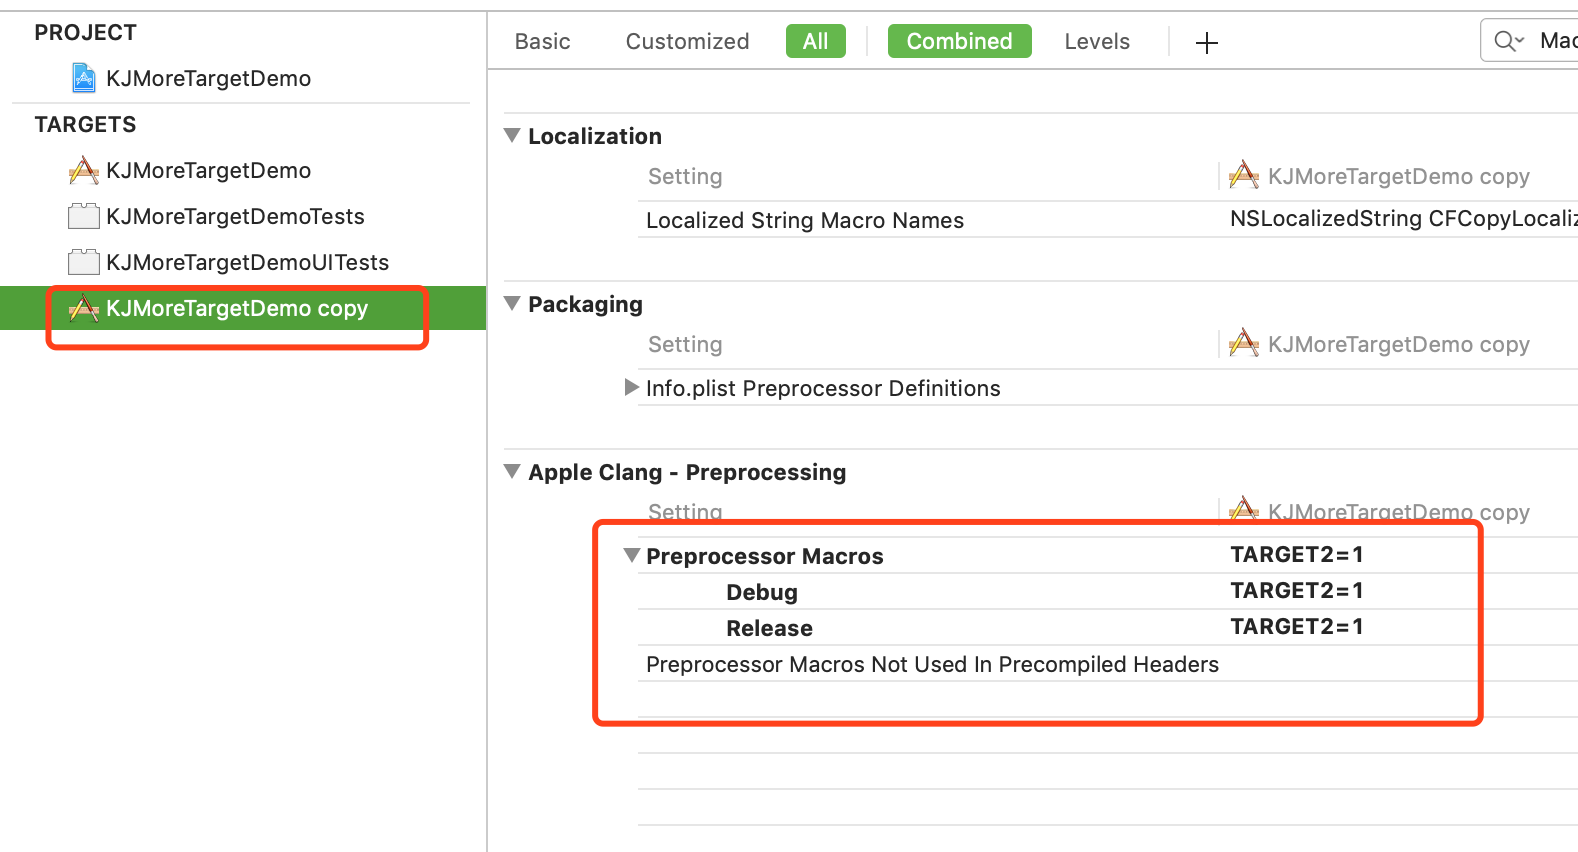 PROJECT
KJMoreTargetDemo
TARGETS
KJMoreTargetDemo
KJMoreTargetDemoTests
KJMoreTargetDemoUITests
KJMoreTargetDemo copy
Basic Customized All Combined Levels + Mac
Localization
Setting KJMoreTargetDemo copy
Localized String Macro Names NSLocalizedString CFCopyLocaliz
Packaging
Setting KJMoreTargetDemo copy
Info.plist Preprocessor Definitions
Apple Clang - Preprocessing
Setting KJMoreTargetDemo copy
Preprocessor Macros TARGET2=1
Debug TARGET2=1
Release TARGET2=1
Preprocessor Macros Not Used In Precompiled Headers